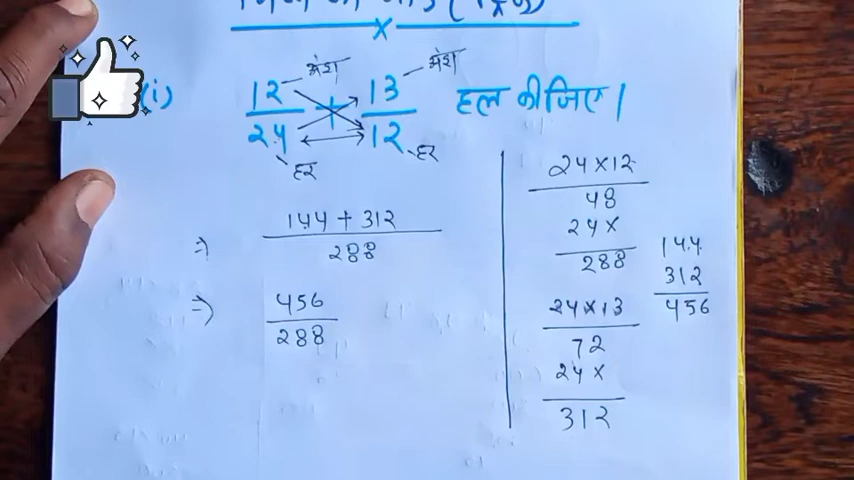 (i) 12/24 + 13/12 हल कीजिए।
अंश
अंश
हर
हर
⇒ 144 + 312 / 288
⇒ 456 / 288
24 × 12
48
24 ×
288
24 × 13
72
24 ×
312
144
312
456